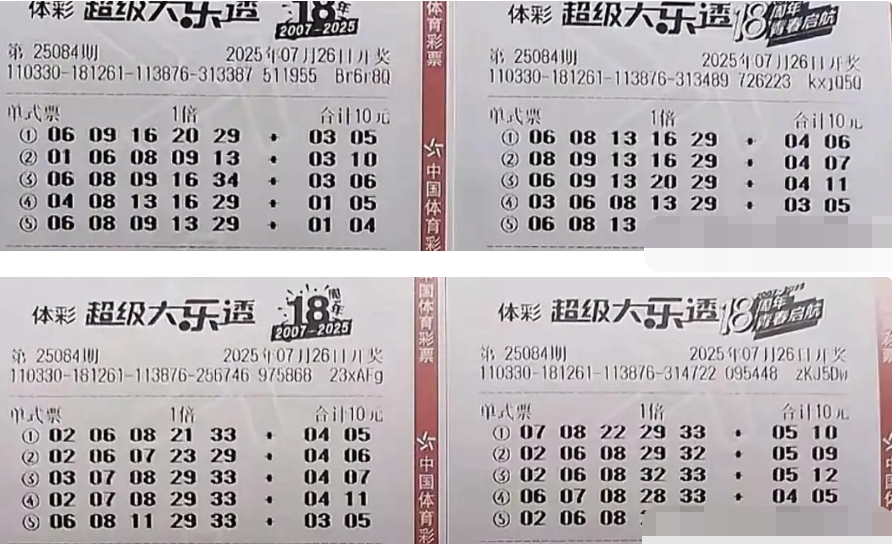 体彩 超级大乐透 18年
2007-2025
第 25084期 2025年07月26日开奖
110330-181261-113876-313387 511955 Br6r8Q
单式票 1倍 合计10元
① 06 09 16 20 29 + 03 05
② 01 06 08 09 13 + 03 10
③ 06 08 09 16 34 + 03 06
④ 04 08 13 16 29 + 01 05
⑤ 06 08 09 13 29 + 01 04
体育彩票
中国体育彩
体彩 超级大乐透 18周年
青春启航
第 25084期 2025年07月26日开奖
110330-181261-113876-313489 726223 kxjQ5Q
单式票 1倍 合计10元
① 06 08 13 16 29 + 04 06
② 08 09 13 16 29 + 04 07
③ 06 09 13 20 29 + 04 11
④ 03 06 08 13 29 + 03 05
⑤ 06 08 13
体彩 超级大乐透 18周年
2007-2025
第 25084期 2025年07月26日开奖
110330-181261-113876-256746 975868 23xAFg
单式票 1倍 合计10元
① 02 06 08 21 33 + 04 05
② 02 06 07 23 29 + 04 06
③ 03 07 08 29 33 + 04 07
④ 02 07 08 29 33 + 04 11
⑤ 06 08 11 29 33 + 03 05
国体育彩票
中国体育彩
体彩 超级大乐透 18周年
青春启航
第 25084期 2025年07月26日开奖
110330-181261-113876-314722 095448 zKJ5Dw
单式票 1倍 合计10元
① 07 08 22 29 33 + 05 10
② 02 06 08 29 32 + 05 09
③ 02 06 08 32 33 + 05 12
④ 06 07 08 28 33 + 04 05
⑤ 02 06 08